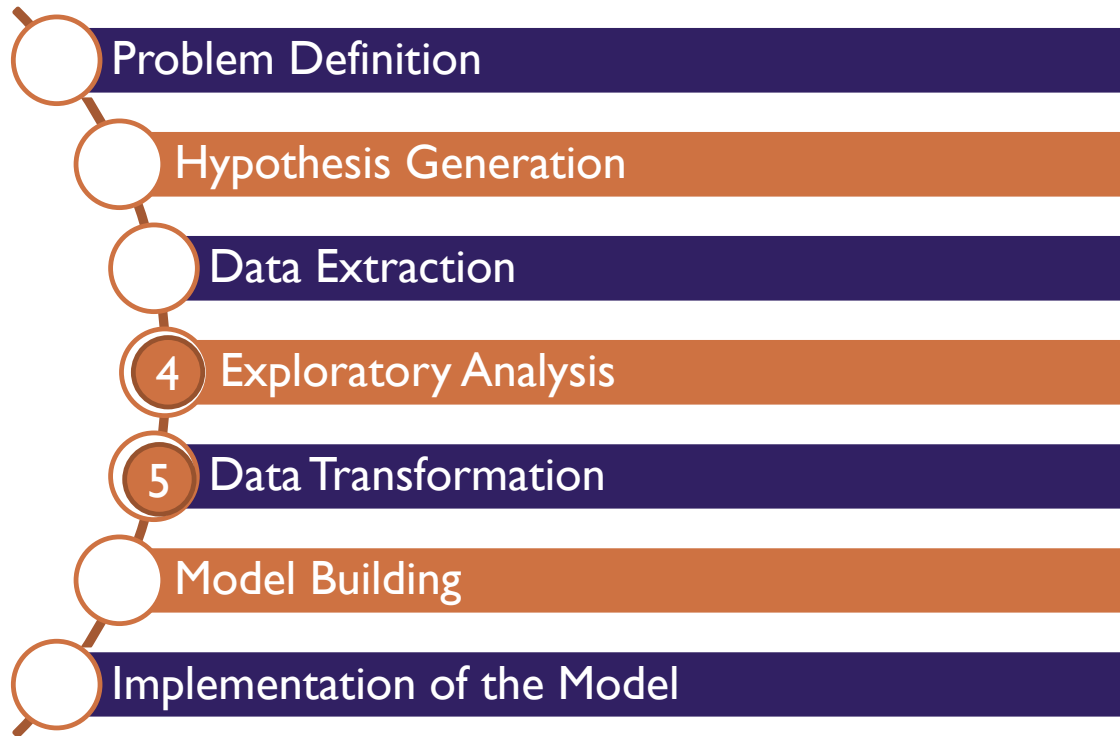 Problem Definition
Hypothesis Generation
Data Extraction
4 Exploratory Analysis
5 Data Transformation
Model Building
Implementation of the Model